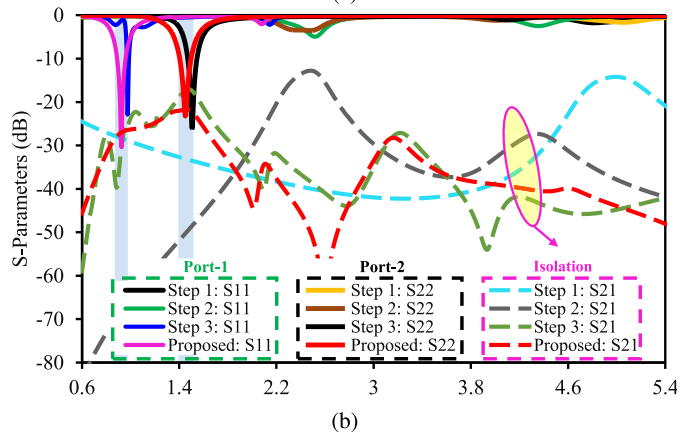 0
-10
-20
-30
-40
-50
-60
-70
-80
S-Parameters (dB)
Port-1
Step 1: S11
Step 2: S11
Step 3: S11
Proposed: S11
Port-2
Step 1: S22
Step 2: S22
Step 3: S22
Proposed: S22
Isolation
Step 1: S21
Step 2: S21
Step 3: S21
Proposed: S21
0.6 1.4 2.2 3 3.8 4.6 5.4
(b)